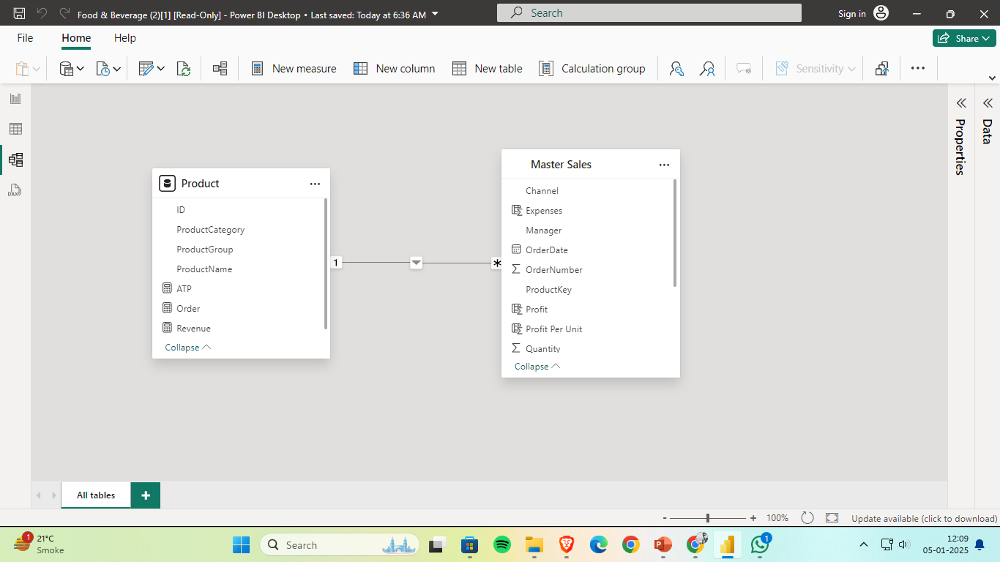 Food & Beverage (2)[1] [Read-Only] - Power BI Desktop • Last saved: Today at 6:36 AM
Search
Sign in
File
Home
Help
Share
New measure
New column
New table
Calculation group
Sensitivity
Properties
Data
DAX
Product
ID
ProductCategory
ProductGroup
ProductName
ATP
Order
Revenue
Collapse
1
*
Master Sales
Channel
Expenses
Manager
OrderDate
OrderNumber
ProductKey
Profit
Profit Per Unit
Quantity
Collapse
All tables
+
- + 100%
Update available (click to download)
1
21°C
Smoke
Search
1
12:09
05-01-2025